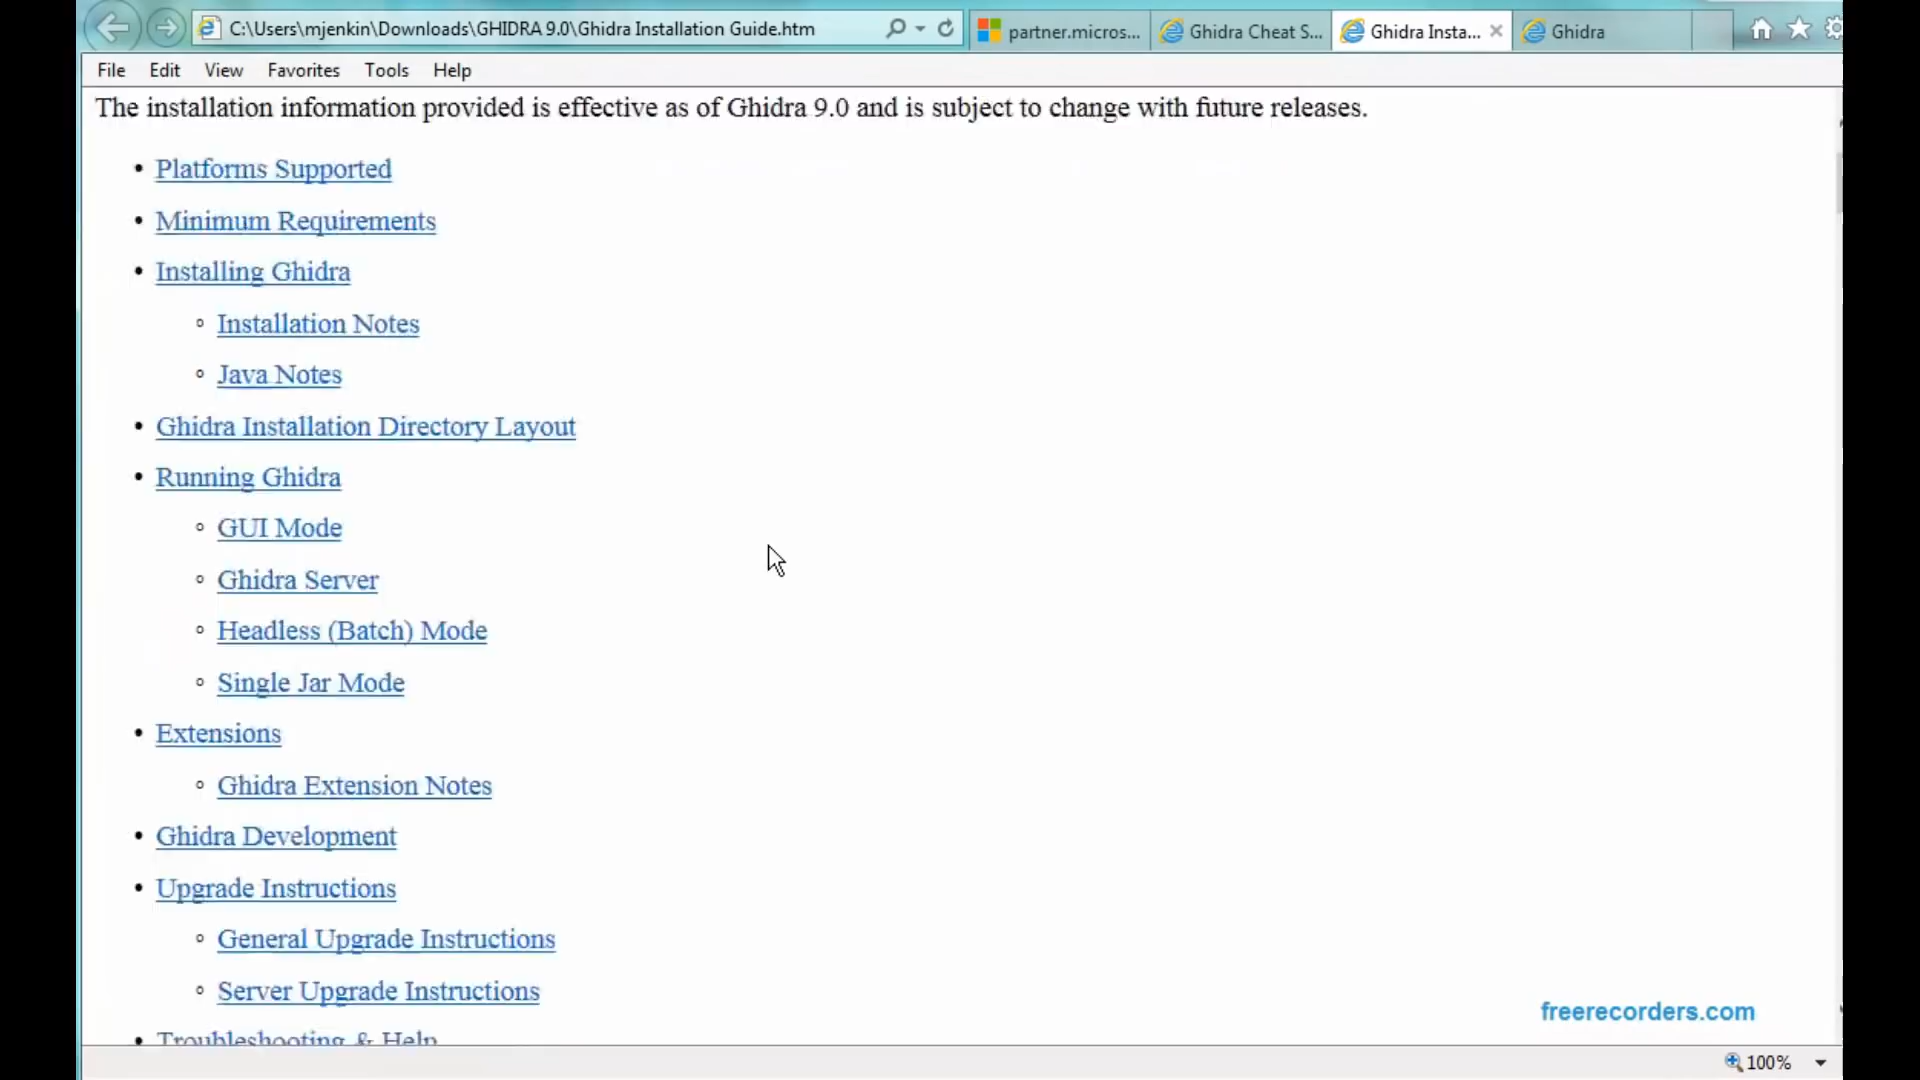 C:\Users\mjenkin\Downloads\GHIDRA 9.0\Ghidra Installation Guide.htm
partner.micros...
Ghidra Cheat S...
Ghidra Insta...
Ghidra
File Edit View Favorites Tools Help
The installation information provided is effective as of Ghidra 9.0 and is subject to change with future releases.
Platforms Supported
Minimum Requirements
Installing Ghidra
Installation Notes
Java Notes
Ghidra Installation Directory Layout
Running Ghidra
GUI Mode
Ghidra Server
Headless (Batch) Mode
Single Jar Mode
Extensions
Ghidra Extension Notes
Ghidra Development
Upgrade Instructions
General Upgrade Instructions
Server Upgrade Instructions
Troubleshooting & Help
freerecorders.com
100%